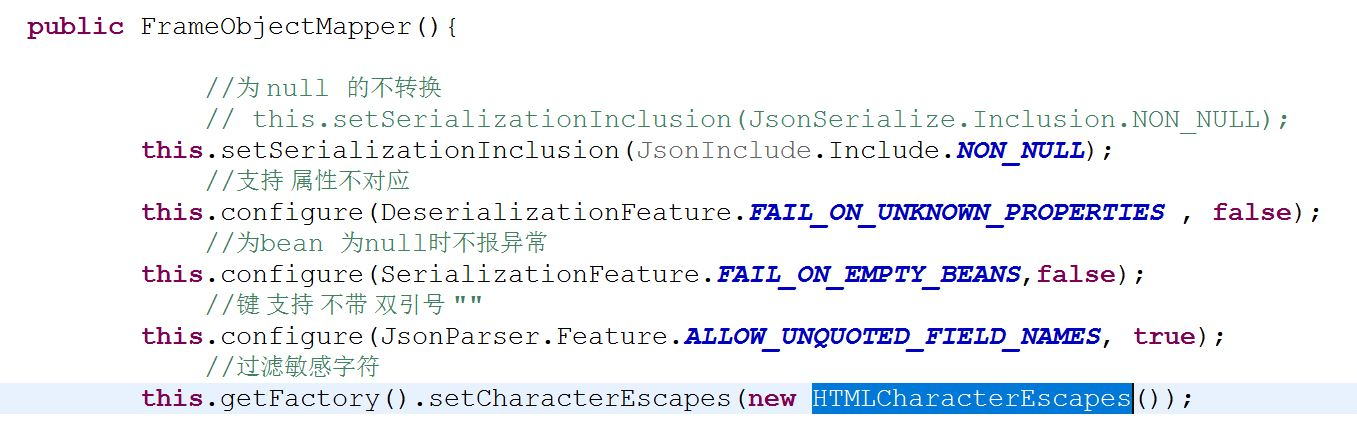 public FrameObjectMapper(){
//为null 的不转换
// this.setSerializationInclusion(JsonSerialize.Inclusion.NON_NULL);
this.setSerializationInclusion(JsonInclude.Include.NON_NULL);
//支持 属性不对应
this.configure(DeserializationFeature.FAIL_ON_UNKNOWN_PROPERTIES , false);
//为bean 为null时不报异常
this.configure(SerializationFeature.FAIL_ON_EMPTY_BEANS,false);
//键 支持 不带 双引号 ""
this.configure(JsonParser.Feature.ALLOW_UNQUOTED_FIELD_NAMES, true);
//过滤敏感字符
this.getFactory().setCharacterEscapes(new HTMLCharacterEscapes());